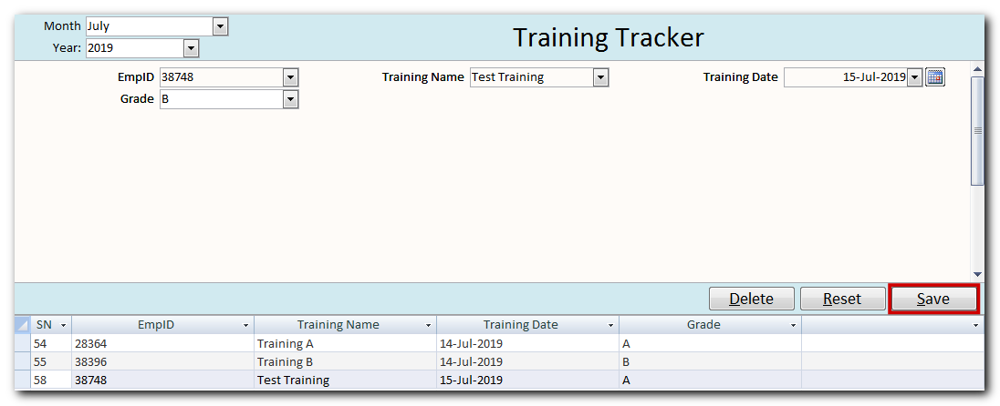 Month July
Year: 2019
Training Tracker
EmpID 38748 Training Name Test Training Training Date 15-Jul-2019
Grade B
Delete Reset Save
SN EmpID Training Name Training Date Grade
54 28364 Training A 14-Jul-2019 A
55 38396 Training B 14-Jul-2019 B
58 38748 Test Training 15-Jul-2019 A